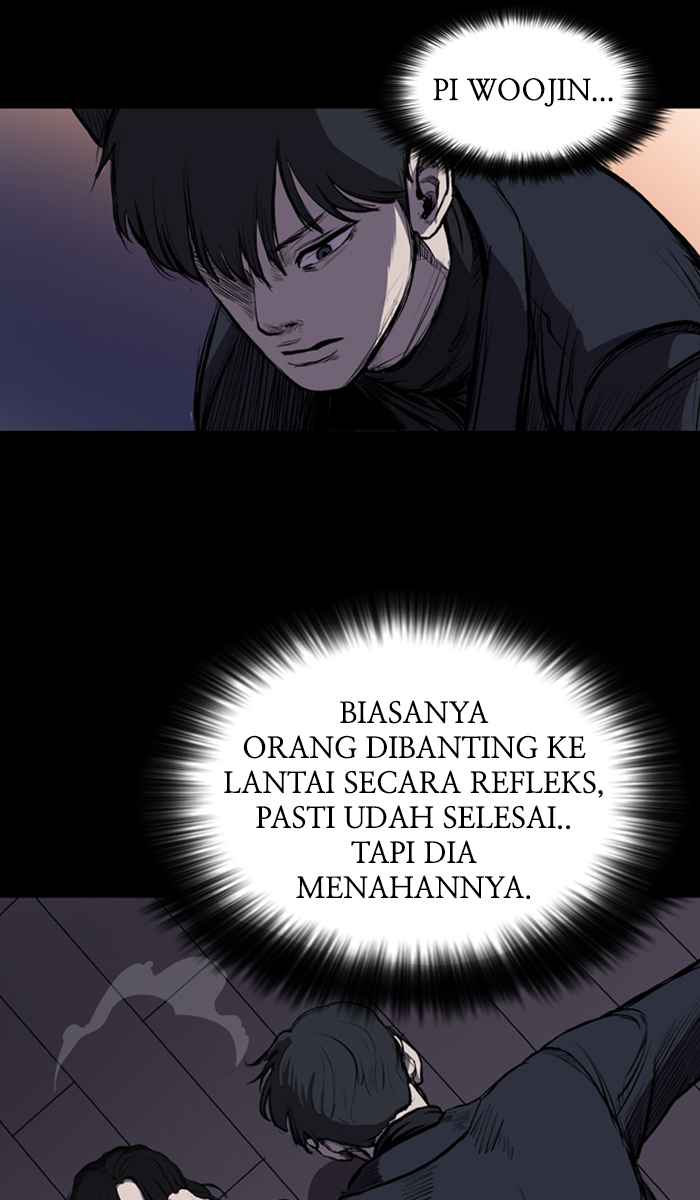 PI WOOJIN...
BIASANYA
ORANG DIBANTING KE
LANTAI SECARA REFLEKS,
PASTI UDAH SELESAI..
TAPI DIA
MENAHANNYA.